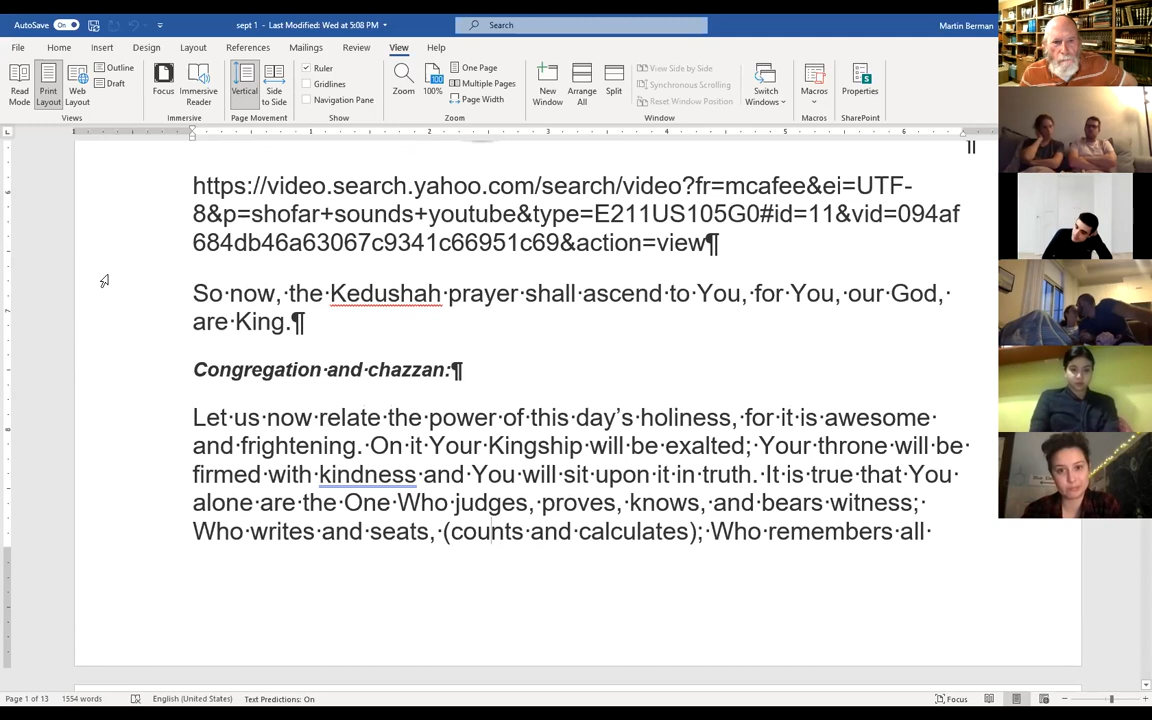 AutoSave
On
sept 1 - Last Modified: Wed at 5:08 PM
Search
Martin Berman
File Home Insert Design Layout References Mailings Review View Help
Read Mode
Print Layout
Web Layout
Outline
Draft
Views
Focus
Immersive Reader
Immersive
Vertical
Side to Side
Page Movement
Ruler
Gridlines
Navigation Pane
Show
Zoom
100
100%
One Page
Multiple Pages
Page Width
Zoom
New Window
Arrange All
Split
View Side by Side
Synchronous Scrolling
Reset Window Position
Switch Windows
Window
Macros
Macros
Properties
SharePoint
1 1 2 3 4 5 6
https://video.search.yahoo.com/search/video?fr=mcafee&ei=UTF-
8&p=shofar+sounds+youtube&type=E211US105G0#id=11&vid=094af
684db46a63067c9341c66951c69&action=view¶
So·now,·the·Kedushah·prayer·shall·ascend·to·You,·for·You,·our·God,·
are·King.¶
Congregation·and·chazzan:¶
Let·us·now·relate·the·power·of·this·day's·holiness,·for·it·is·awesome·
and·frightening.··On·it·Your·Kingship·will·be·exalted;·Your·throne·will·be·
firmed·with·kindness·and·You·will·sit·upon·it·in·truth.·It·is·true·that·You·
alone·are·the·One·Who·judges,·proves,·knows,·and·bears·witness;·
Who·writes·and·seats,·(counts·and·calculates);·Who·remembers·all·
Page 1 of 13 1554 words English (United States) Text Predictions: On Focus